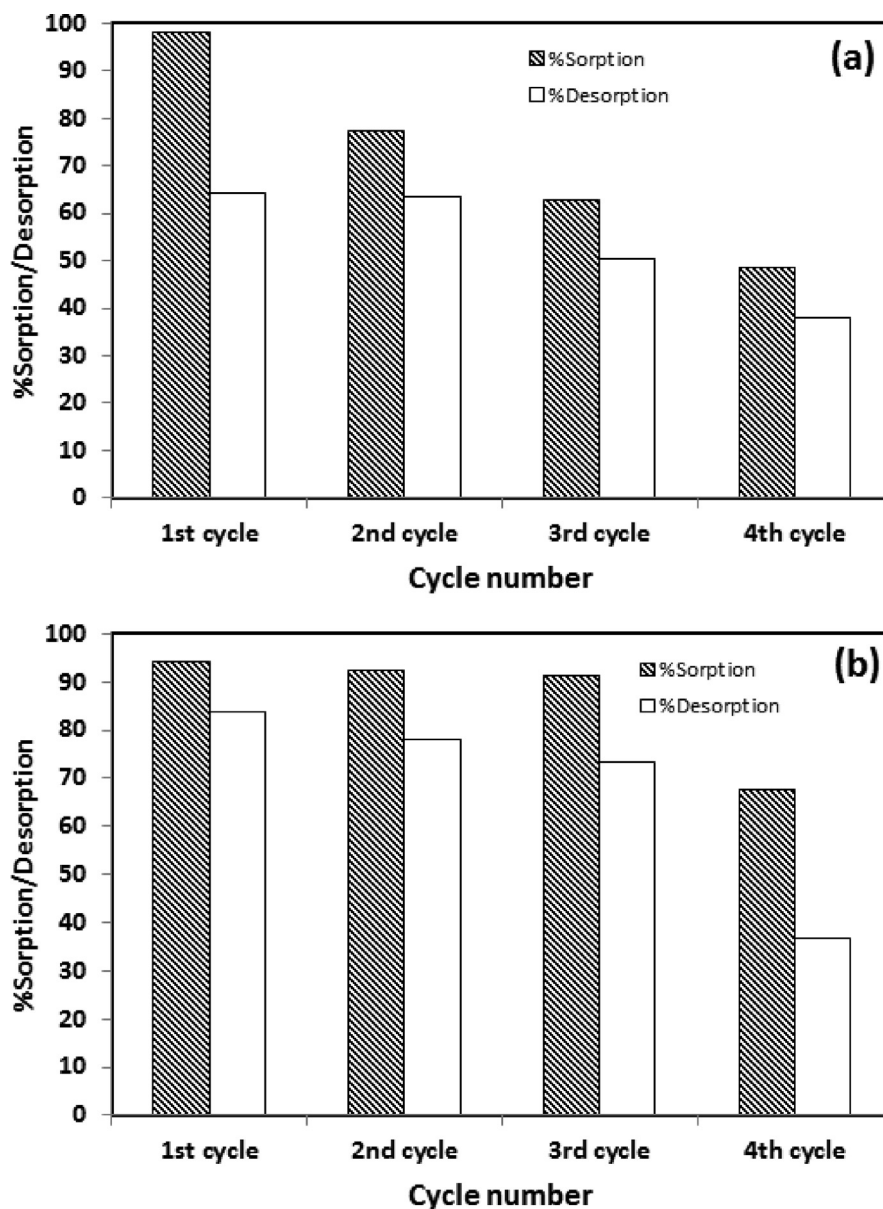 100
(a)
%Sorption
90
%Desorption
80
70
60
50
40
30
20
10
0
%Sorption/Desorption
1st cycle 2nd cycle 3rd cycle 4th cycle
Cycle number
100
(b)
%Sorption
90
%Desorption
80
70
60
50
40
30
20
10
0
%Sorption/Desorption
1st cycle 2nd cycle 3rd cycle 4th cycle
Cycle number